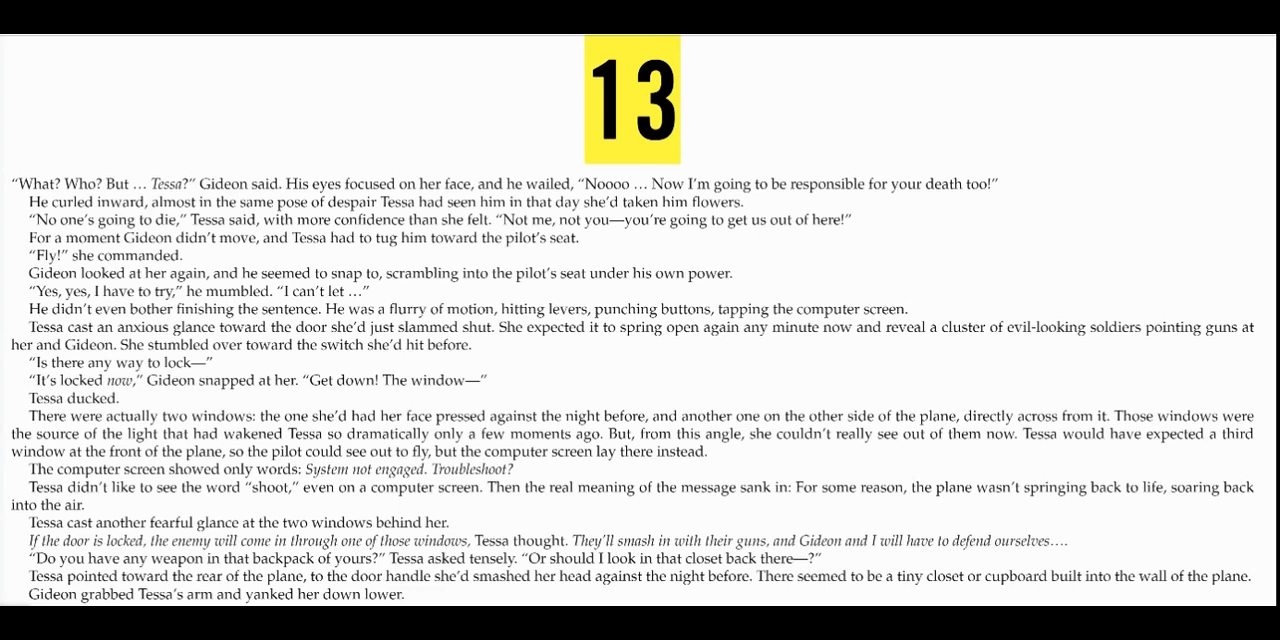 13
“What? Who? But … Tessa?” Gideon said. His eyes focused on her face, and he wailed, “Noooo … Now I’m going to be responsible for your death too!”
He curled inward, almost in the same pose of despair Tessa had seen him in that day she’d taken him flowers.
“No one’s going to die,” Tessa said, with more confidence than she felt. “Not me, not you—you’re going to get us out of here!”
For a moment Gideon didn’t move, and Tessa had to tug him toward the pilot’s seat.
“Fly!” she commanded.
Gideon looked at her again, and he seemed to snap to, scrambling into the pilot’s seat under his own power.
“Yes, yes, I have to try,” he mumbled. “I can’t let …”
He didn’t even bother finishing the sentence. He was a flurry of motion, hitting levers, punching buttons, tapping the computer screen.
Tessa cast an anxious glance toward the door she’d just slammed shut. She expected it to spring open again any minute now and reveal a cluster of evil-looking soldiers pointing guns at
her and Gideon. She stumbled over toward the switch she’d hit before.
“Is there any way to lock—”
“It’s locked now,” Gideon snapped at her. “Get down! The window—”
Tessa ducked.
There were actually two windows: the one she’d had her face pressed against the night before, and another one on the other side of the plane, directly across from it. Those windows were
the source of the light that had wakened Tessa so dramatically only a few moments ago. But, from this angle, she couldn’t really see out of them now. Tessa would have expected a third
window at the front of the plane, so the pilot could see out to fly, but the computer screen lay there instead.
The computer screen showed only words: System not engaged. Troubleshoot?
Tessa didn’t like to see the word “shoot,” even on a computer screen. Then the real meaning of the message sank in: For some reason, the plane wasn’t springing back to life, soaring back
into the air.
Tessa cast another fearful glance at the two windows behind her.
If the door is locked, the enemy will come in through one of those windows, Tessa thought. They’ll smash in with their guns, and Gideon and I will have to defend ourselves….
“Do you have any weapon in that backpack of yours?” Tessa asked tensely. “Or should I look in that closet back there—?”
Tessa pointed toward the rear of the plane, to the door handle she’d smashed her head against the night before. There seemed to be a tiny closet or cupboard built into the wall of the plane.
Gideon grabbed Tessa’s arm and yanked her down lower.